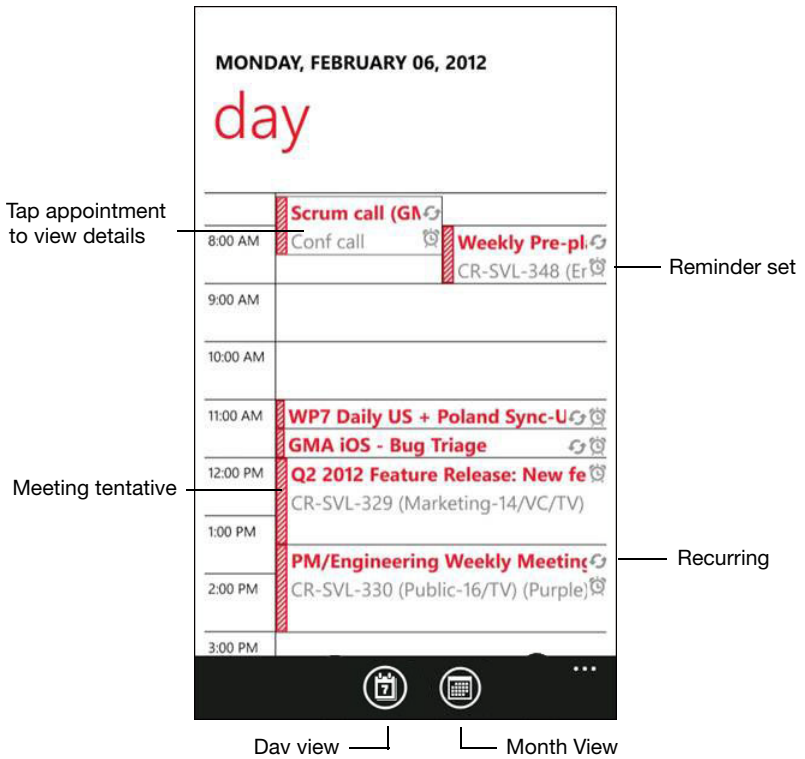 MONDAY, FEBRUARY 06, 2012
day
Tap appointment
to view details
Scrum call (GM
8:00 AM
Conf call
Weekly Pre-pl
CR-SVL-348 (Er
Reminder set
9:00 AM
10:00 AM
11:00 AM
WP7 Daily US + Poland Sync-U
GMA iOS - Bug Triage
12:00 PM
Q2 2012 Feature Release: New fe
Meeting tentative
CR-SVL-329 (Marketing-14/VC/TV)
1:00 PM
PM/Engineering Weekly Meeting
Recurring
2:00 PM
CR-SVL-330 (Public-16/TV) (Purple)
3:00 PM
7
Day view
Month View